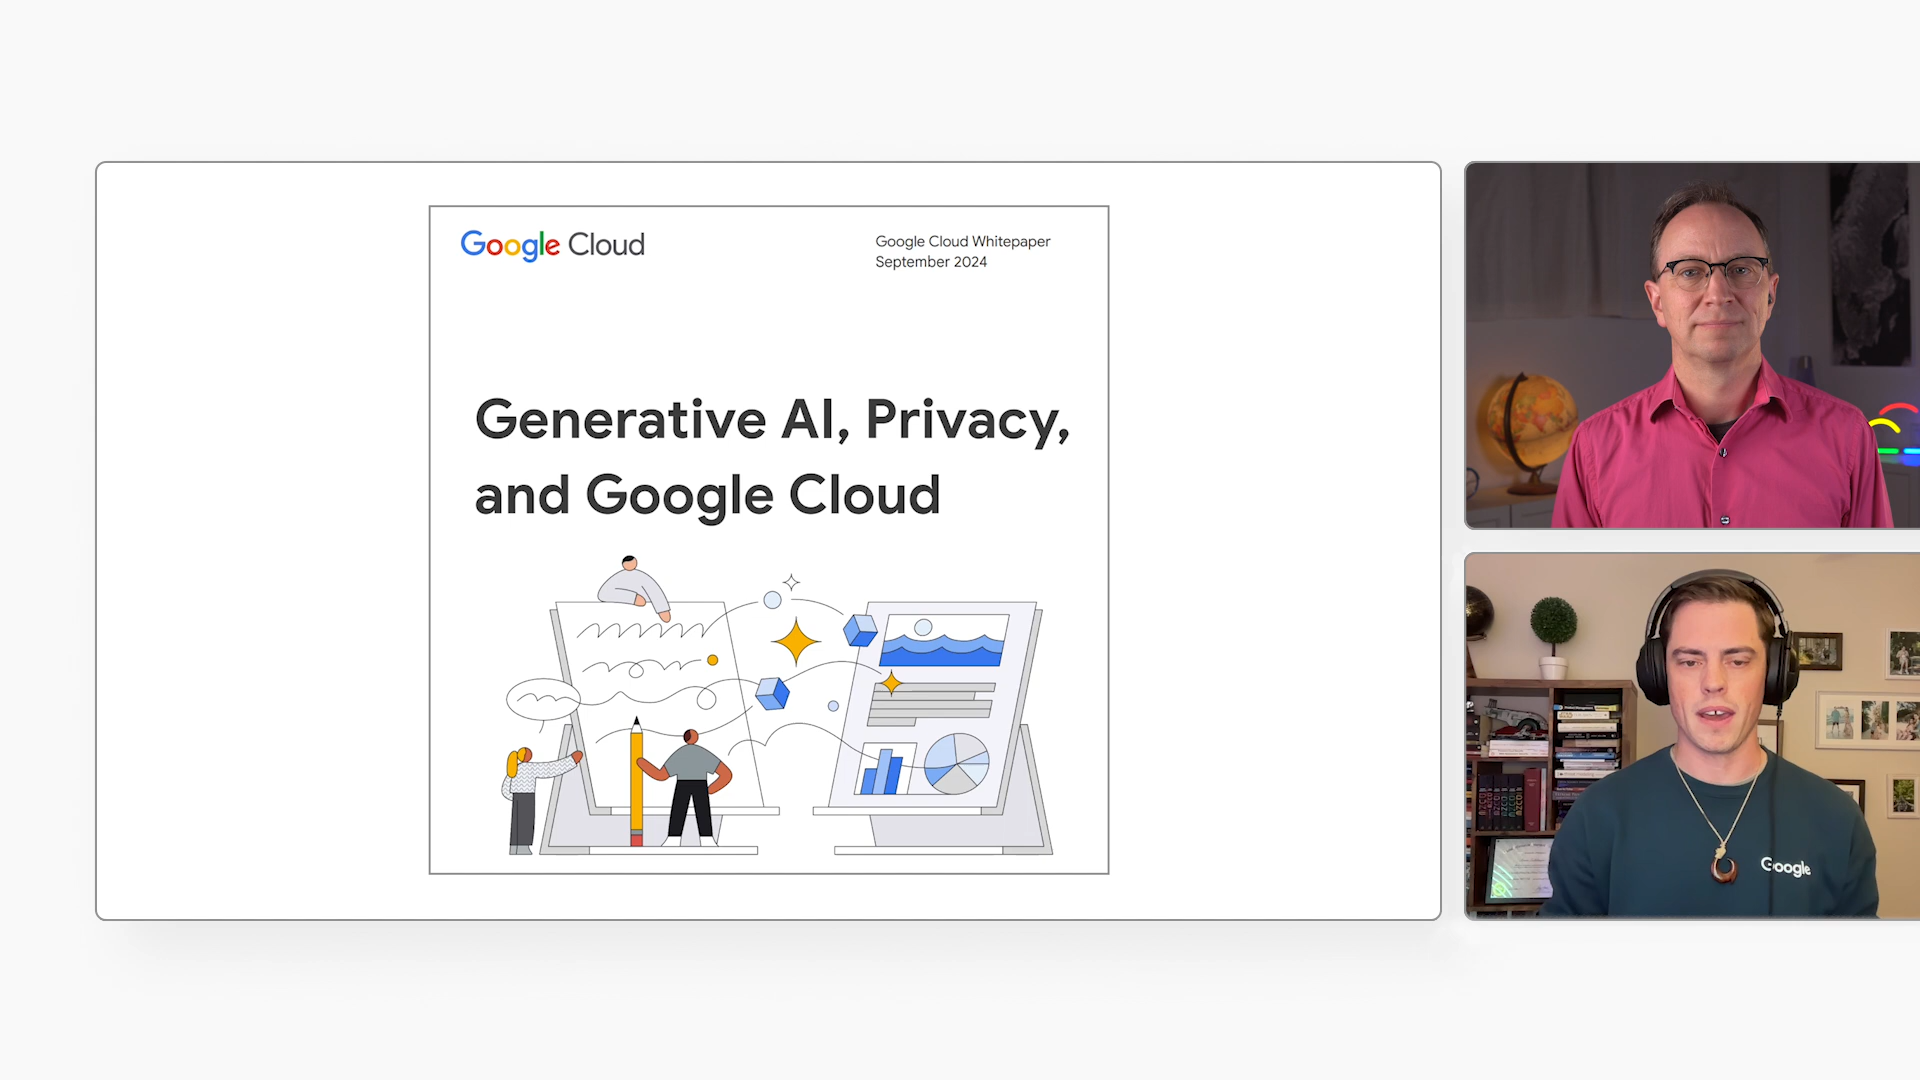 Google Cloud
Google Cloud Whitepaper
September 2024
Generative AI, Privacy,
and Google Cloud
Google